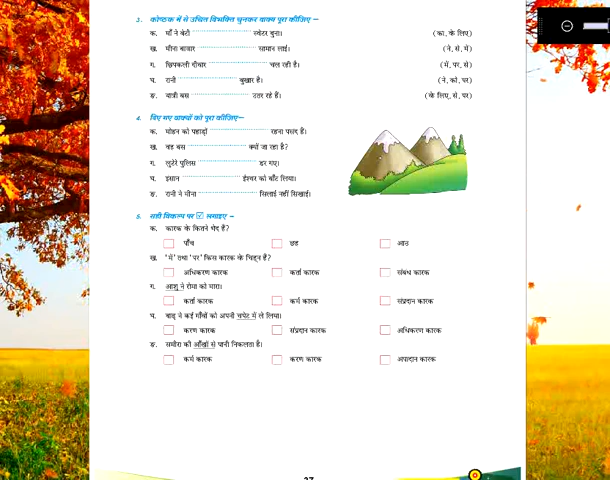 3. कोष्ठक में से उचित विभक्ति चुनकर वाक्य पूरा कीजिए –
क. माँ ने बेटी स्वेटर बुना। (का, के लिए)
ख. मीना बाजार सामान लाई। (ने, से, में)
ग. छिपकली दीवार चल रही है। (में, पर, से)
घ. रानी बुखार है। (ने, को, पर)
ङ. यात्री बस उतर रहे हैं। (के लिए, से, पर)
4. दिए गए वाक्यों को पूरा कीजिए–
क. मोहन को पहाड़ों रहना पसंद है।
ख. वह बस क्यों जा रहा है?
ग. लुटेरे पुलिस डर गए।
घ. इंसान ईश्वर को बाँट लिया।
ङ. रानी ने मीना सिलाई नहीं सिखाई।
5. सही विकल्प पर ☑ लगाइए –
क. कारक के कितने भेद हैं?
पाँच छह आठ
ख. 'में' तथा 'पर' किस कारक के चिह्न हैं?
अधिकरण कारक कर्ता कारक संबंध कारक
ग. आशु ने रोमा को मारा।
कर्ता कारक कर्म कारक संप्रदान कारक
घ. बाढ़ ने कई गाँवों को अपनी चपेट में ले लिया।
करण कारक संप्रदान कारक अधिकरण कारक
ङ. समीरा की आँखों से पानी निकलता है।
कर्म कारक करण कारक अपादान कारक
37